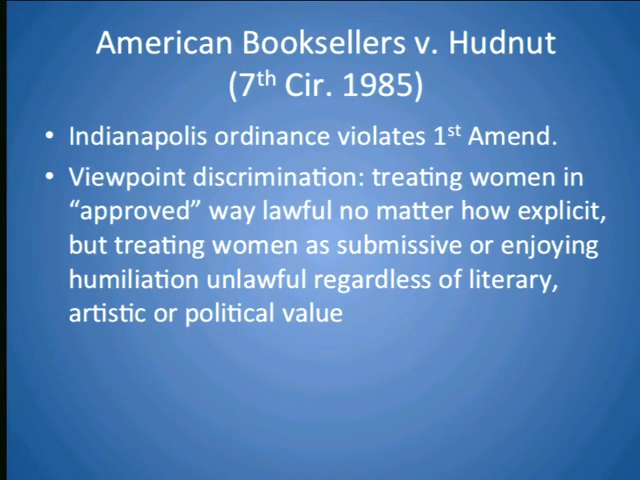 American Booksellers v. Hudnut
(7th Cir. 1985)
• Indianapolis ordinance violates 1st Amend.
• Viewpoint discrimination: treating women in
“approved” way lawful no matter how explicit,
but treating women as submissive or enjoying
humiliation unlawful regardless of literary,
artistic or political value